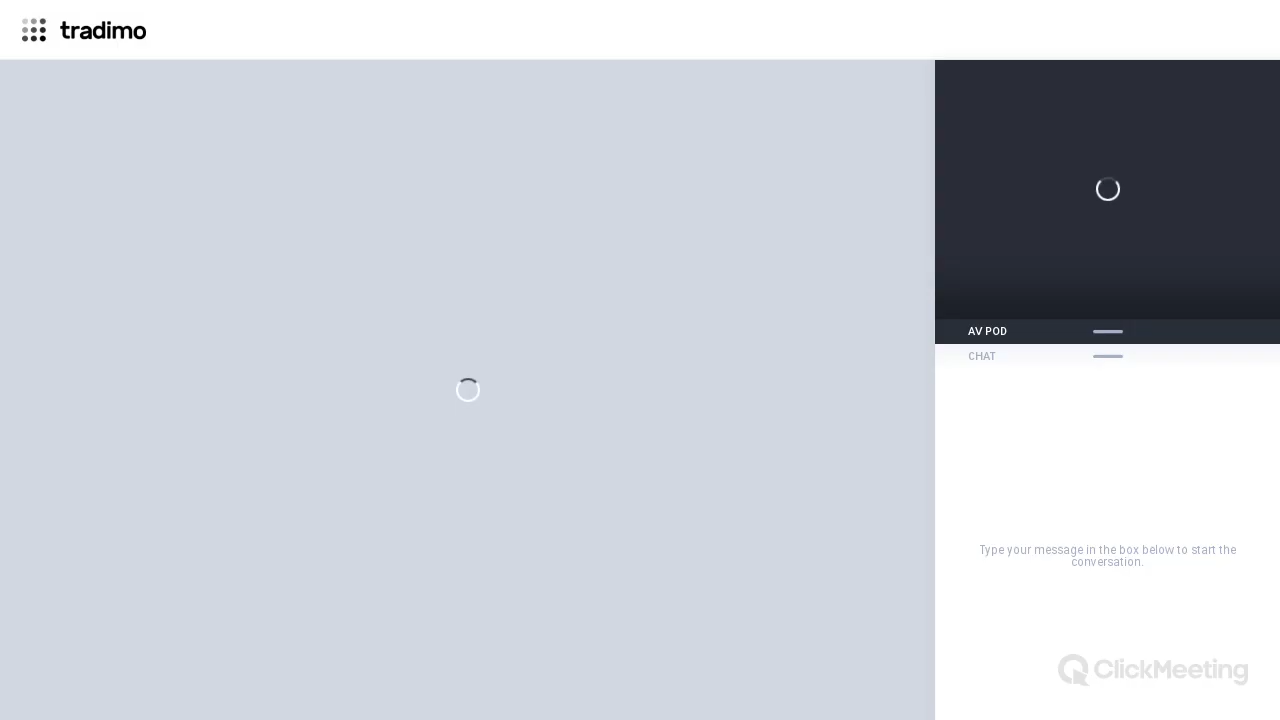 tradimo
AV POD
CHAT
Type your message in the box below to start the
conversation.
ClickMeeting